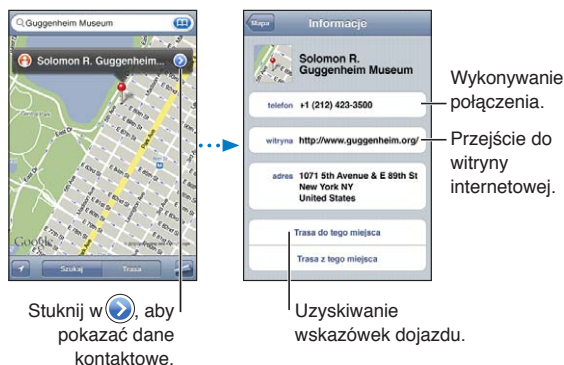 Guggenheim Museum
Solomon R. Guggenheim...
Google
Szukaj
Trasa
Stuknij w , aby
pokazać dane
kontaktowe.
Mapa
Informacje
Solomon R.
Guggenheim Museum
telefon +1 (212) 423-3500
witryna http://www.guggenheim.org/
adres 1071 5th Avenue & E 89th St
New York NY
United States
Trasa do tego miejsca
Trasa z tego miejsca
Wykonywanie
połączenia.
Przejście do
witryny
internetowej.
Uzyskiwanie
wskazówek dojazdu.